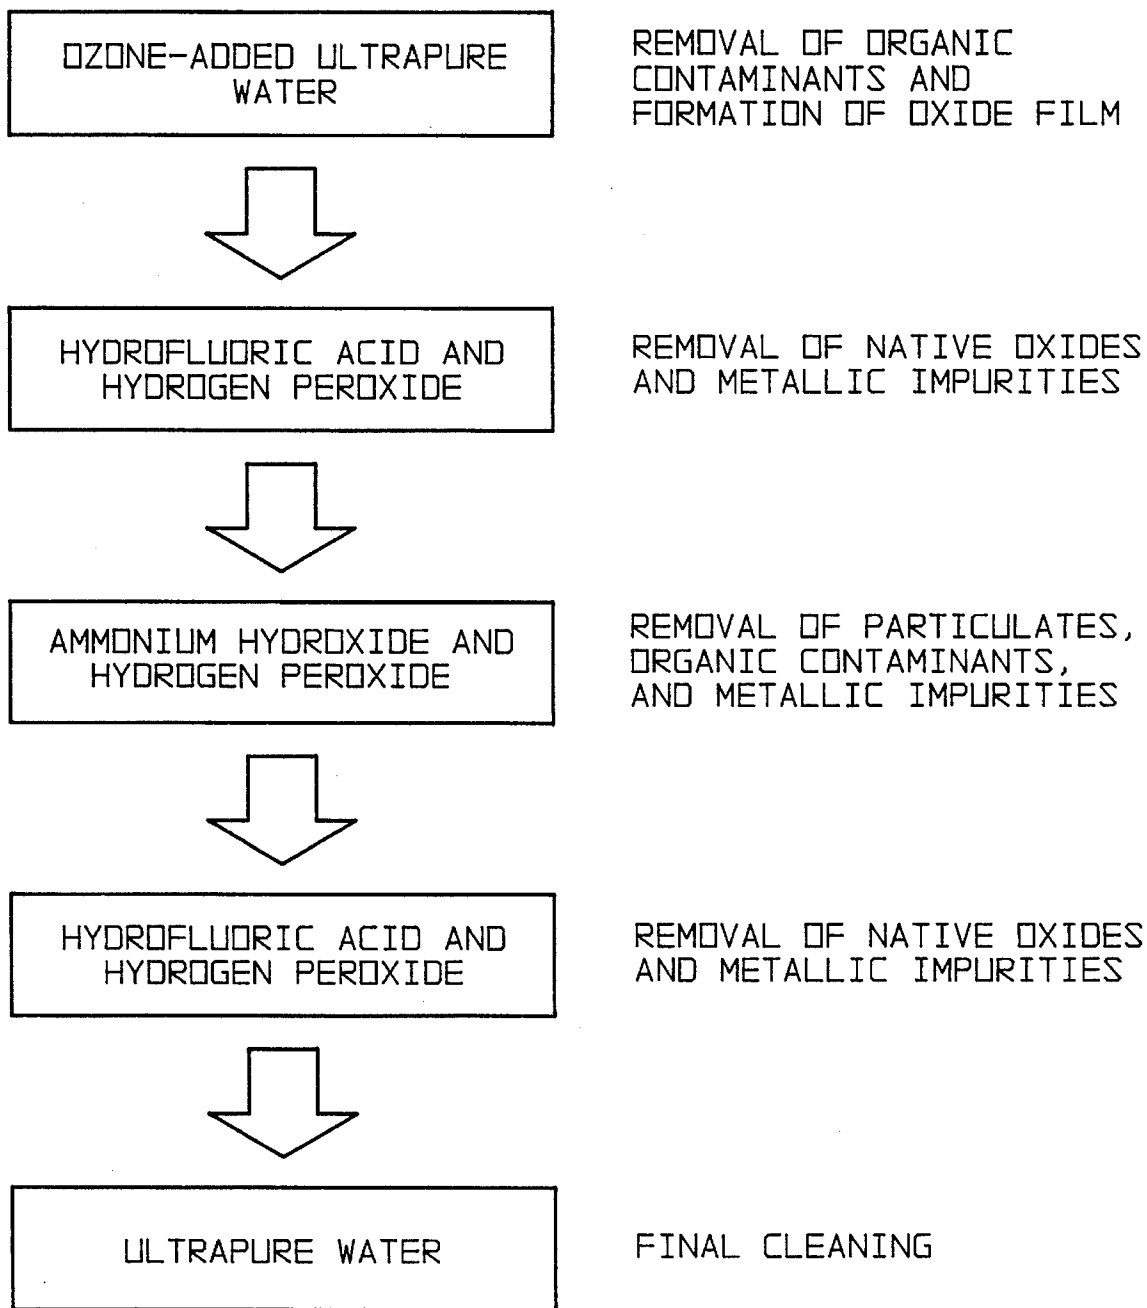 OZONE-ADDED ULTRAPURE
WATER
REMOVAL OF ORGANIC
CONTAMINANTS AND
FORMATION OF OXIDE FILM
HYDROFLUORIC ACID AND
HYDROGEN PEROXIDE
REMOVAL OF NATIVE OXIDES
AND METALLIC IMPURITIES
AMMONIUM HYDROXIDE AND
HYDROGEN PEROXIDE
REMOVAL OF PARTICULATES,
ORGANIC CONTAMINANTS,
AND METALLIC IMPURITIES
HYDROFLUORIC ACID AND
HYDROGEN PEROXIDE
REMOVAL OF NATIVE OXIDES
AND METALLIC IMPURITIES
ULTRAPURE WATER
FINAL CLEANING